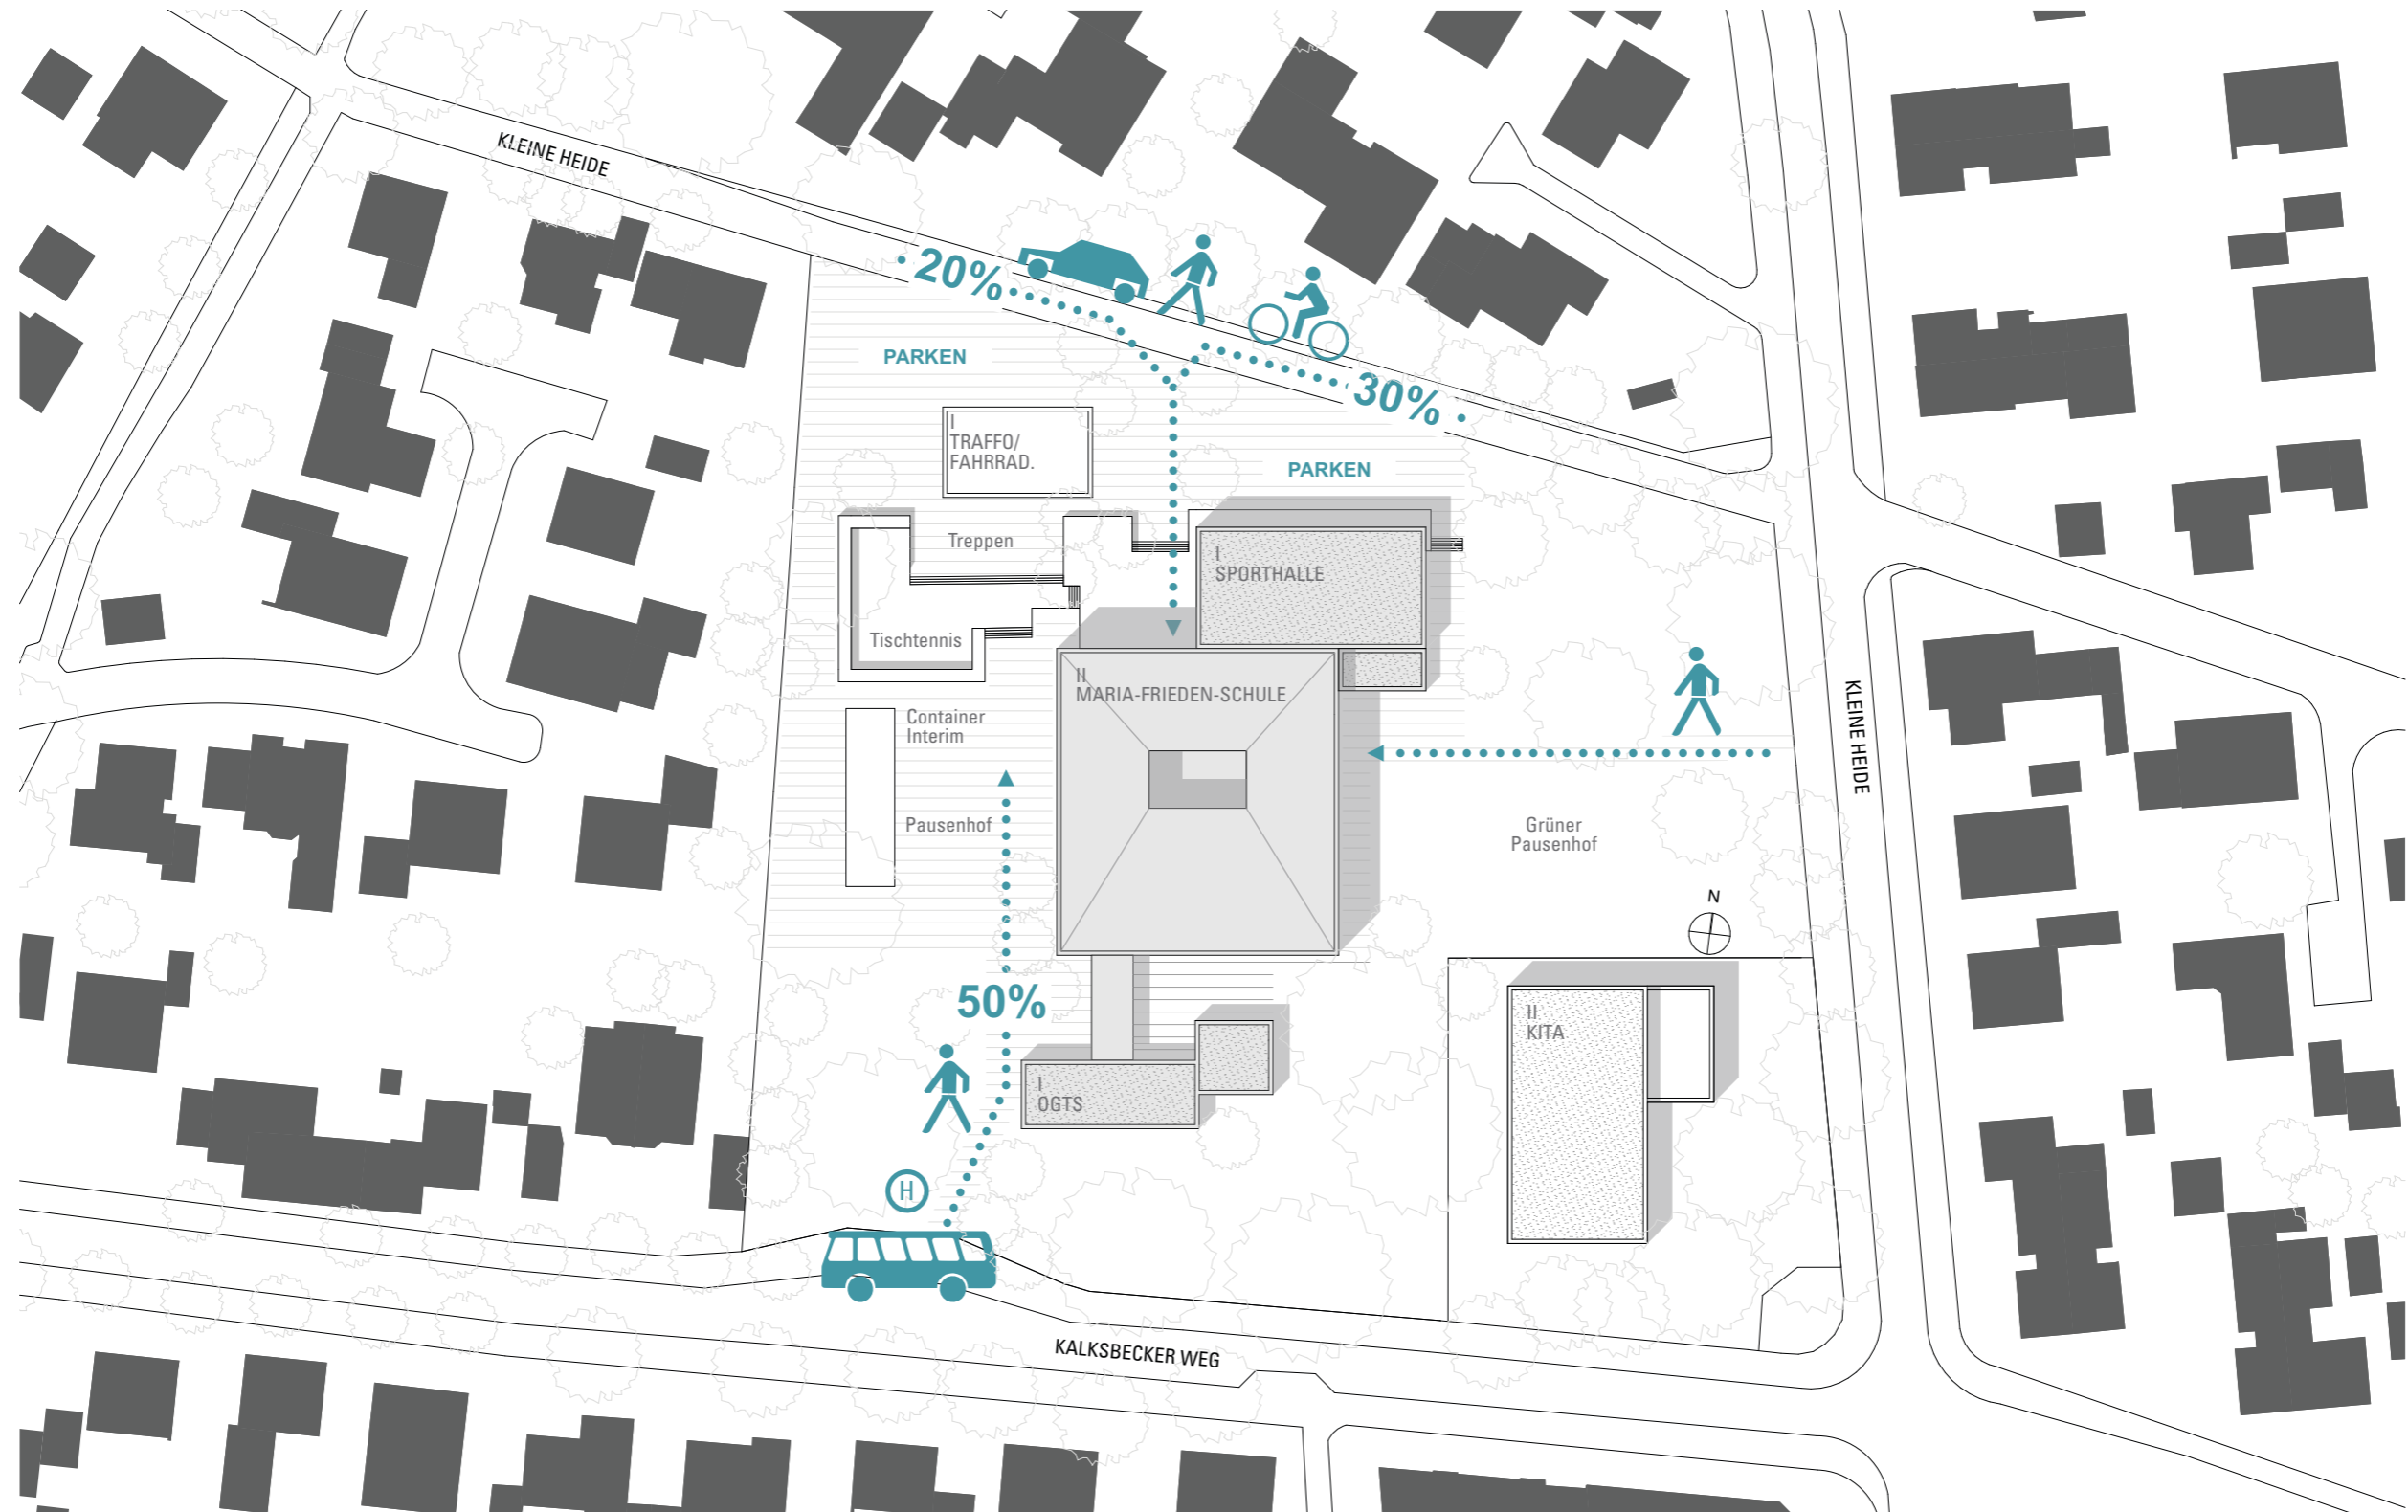 KLEINE HEIDE
20%
PARKEN
30%
I
TRAFFO/
FAHRRAD.
PARKEN
Treppen
I
SPORTHALLE
Tischtennis
II
MARIA-FRIEDEN-SCHULE
Container
Interim
KLEINE HEIDE
Pausenhof
Grüner
Pausenhof
N
50%
II
KITA
I
OGTS
H
KALKSBECKER WEG